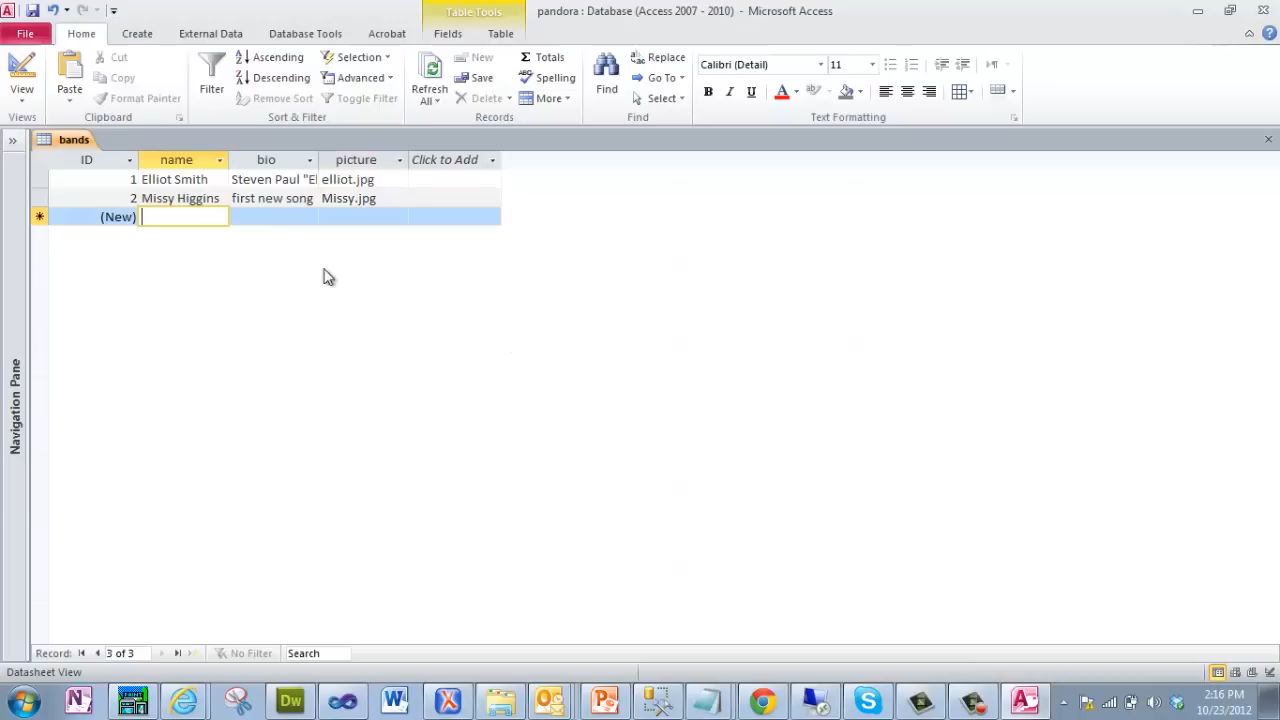 Table Tools
pandora : Database (Access 2007 - 2010) - Microsoft Access
File Home Create External Data Database Tools Acrobat Fields Table
View
Views
Paste
Cut
Copy
Format Painter
Clipboard
Filter
Ascending
Descending
Remove Sort
Selection
Advanced
Toggle Filter
Sort & Filter
Refresh
All
New
Save
Delete
Totals
Spelling
More
Records
Find
Replace
Go To
Select
Find
Calibri (Detail) 11
B I U A
Text Formatting
bands
ID name bio picture Click to Add
1 Elliot Smith Steven Paul "El elliot.jpg
2 Missy Higgins first new song Missy.jpg
(New)
Navigation Pane
Record: 3 of 3 No Filter Search
Datasheet View
2:16 PM
10/23/2012